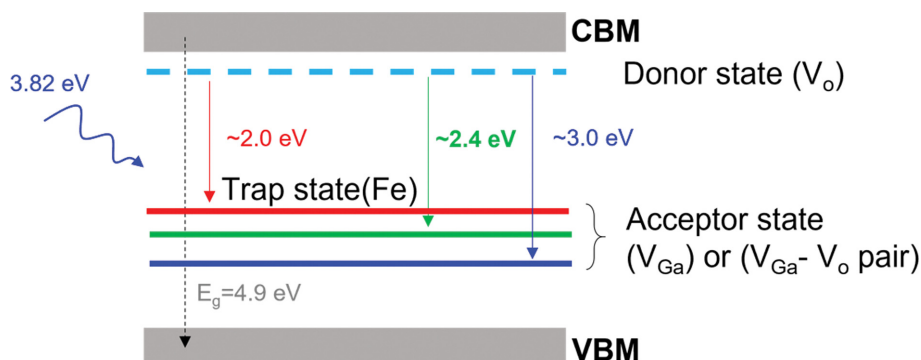 CBM
Donor state (Vo)
3.82 eV
~2.0 eV
~2.4 eV
~3.0 eV
Trap state(Fe)
Acceptor state
(VGa) or (VGa- Vo pair)
Eg=4.9 eV
VBM